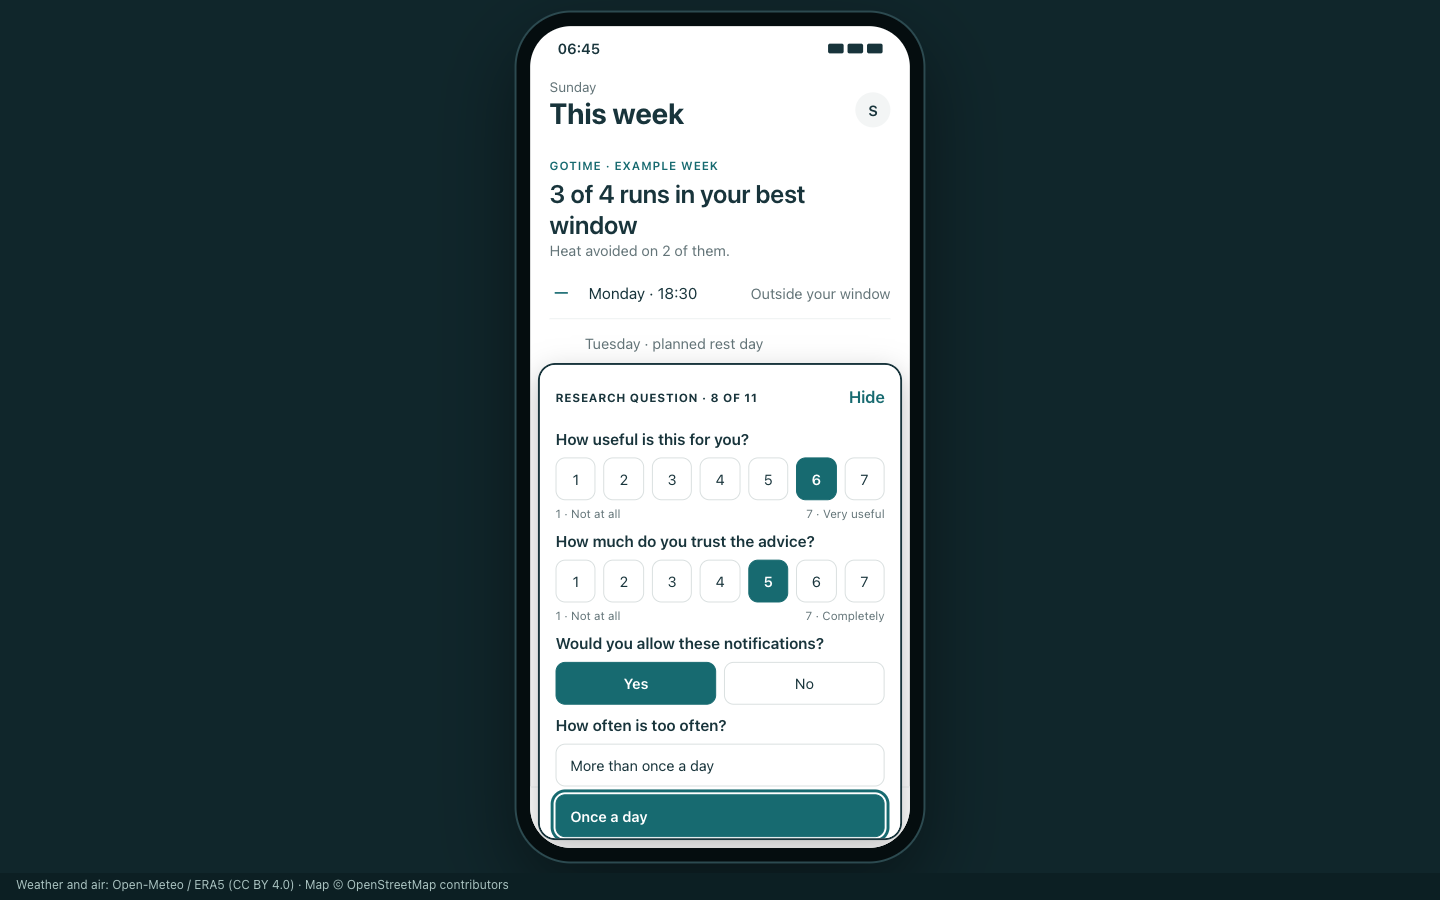 06:45
Sunday
This week
S
GOTIME · EXAMPLE WEEK
3 of 4 runs in your best
window
Heat avoided on 2 of them.
Monday · 18:30
Outside your window
Tuesday · planned rest day
RESEARCH QUESTION · 8 OF 11
Hide
How useful is this for you?
1 2 3 4 5 6 7
1 · Not at all
7 · Very useful
How much do you trust the advice?
1 2 3 4 5 6 7
1 · Not at all
7 · Completely
Would you allow these notifications?
Yes
No
How often is too often?
More than once a day
Once a day
Weather and air: Open-Meteo / ERA5 (CC BY 4.0) · Map © OpenStreetMap contributors